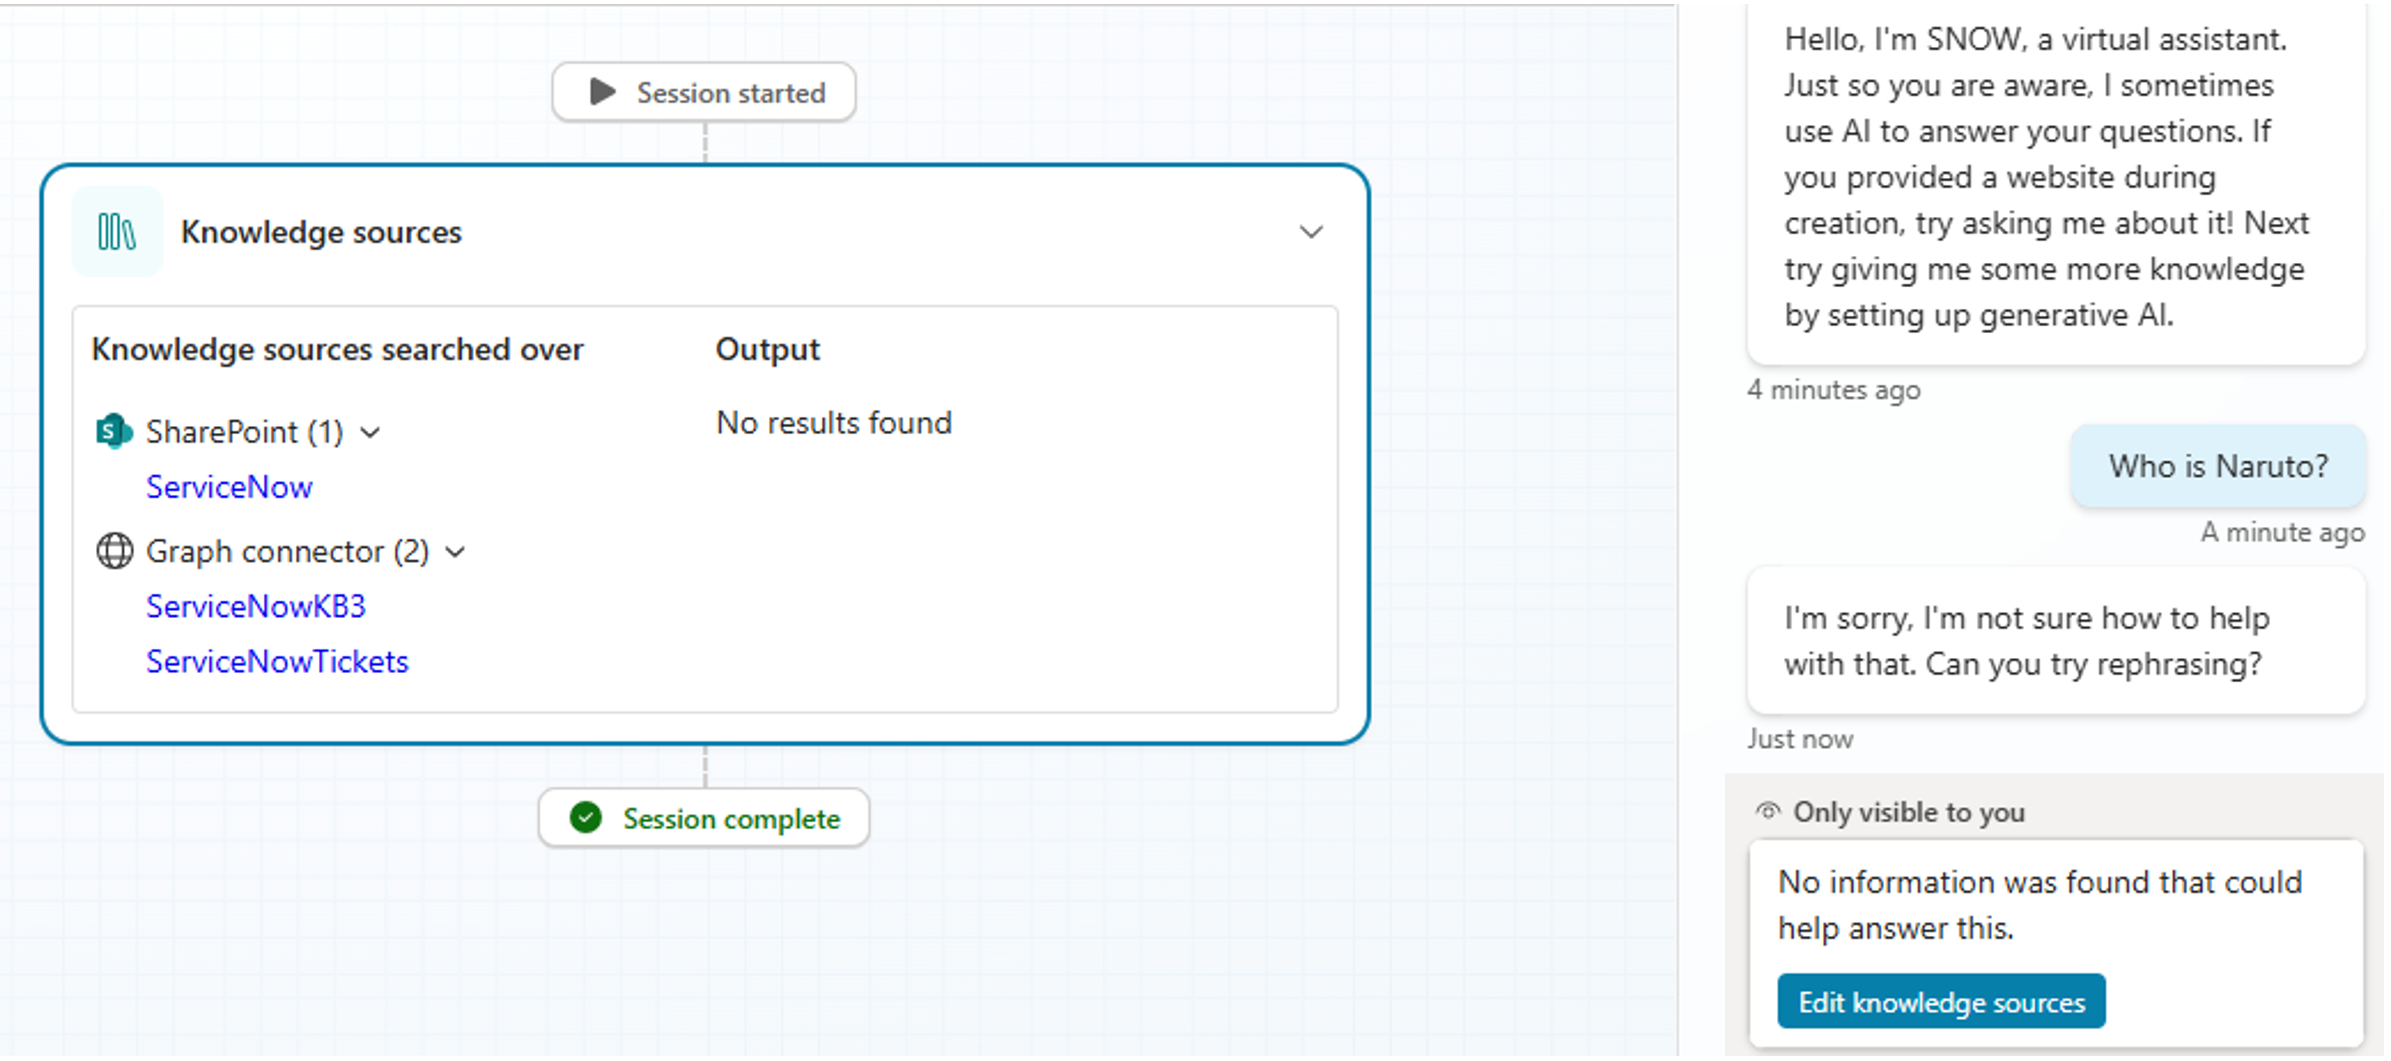 Session started
Knowledge sources
Knowledge sources searched over
Output
SharePoint (1)
No results found
ServiceNow
Graph connector (2)
ServiceNowKB3
ServiceNowTickets
Session complete
Hello, I'm SNOW, a virtual assistant.
Just so you are aware, I sometimes
use AI to answer your questions. If
you provided a website during
creation, try asking me about it! Next
try giving me some more knowledge
by setting up generative AI.
4 minutes ago
Who is Naruto?
A minute ago
I'm sorry, I'm not sure how to help
with that. Can you try rephrasing?
Just now
Only visible to you
No information was found that could
help answer this.
Edit knowledge sources